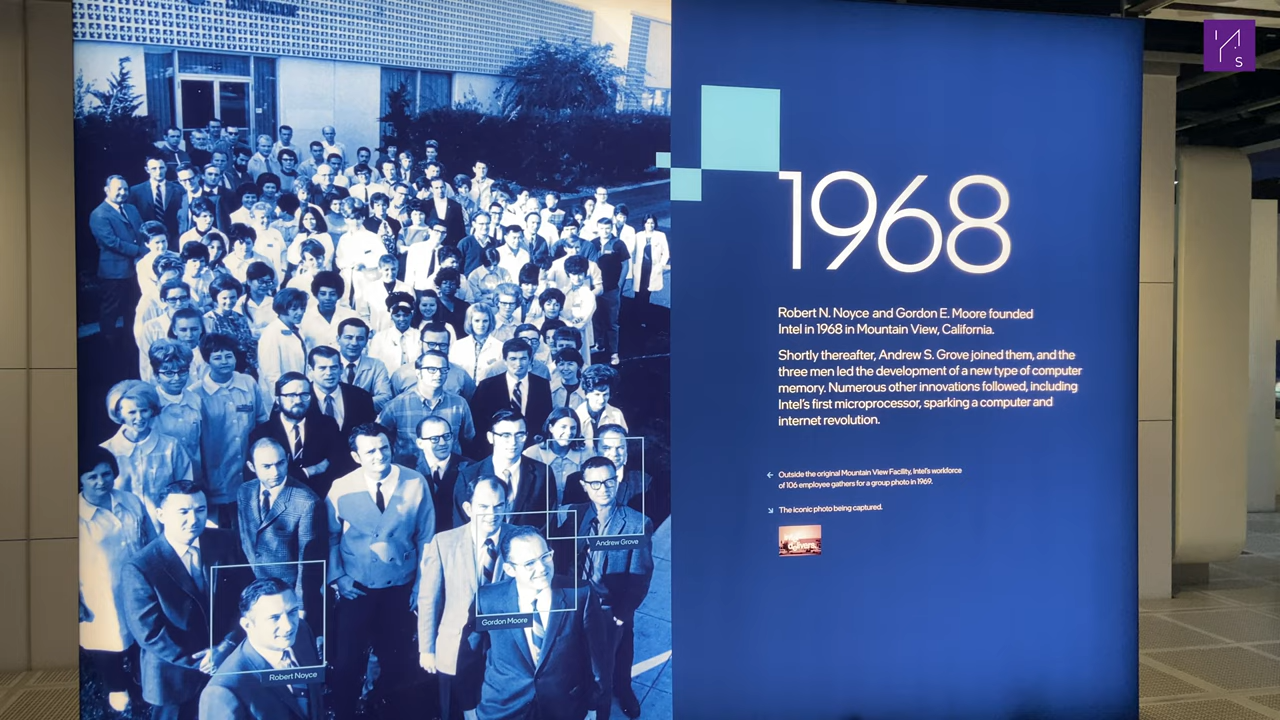 CORPORATION
1968
Robert N. Noyce and Gordon E. Moore founded
Intel in 1968 in Mountain View, California.
Shortly thereafter, Andrew S. Grove joined them, and the
three men led the development of a new type of computer
memory. Numerous other innovations followed, including
Intel's first microprocessor, sparking a computer and
internet revolution.
← Outside the original Mountain View Facility, Intel's workforce
of 106 employee gathers for a group photo in 1969.
↘ The iconic photo being captured.
delivers.
Andrew Grove
Gordon Moore
Robert Noyce